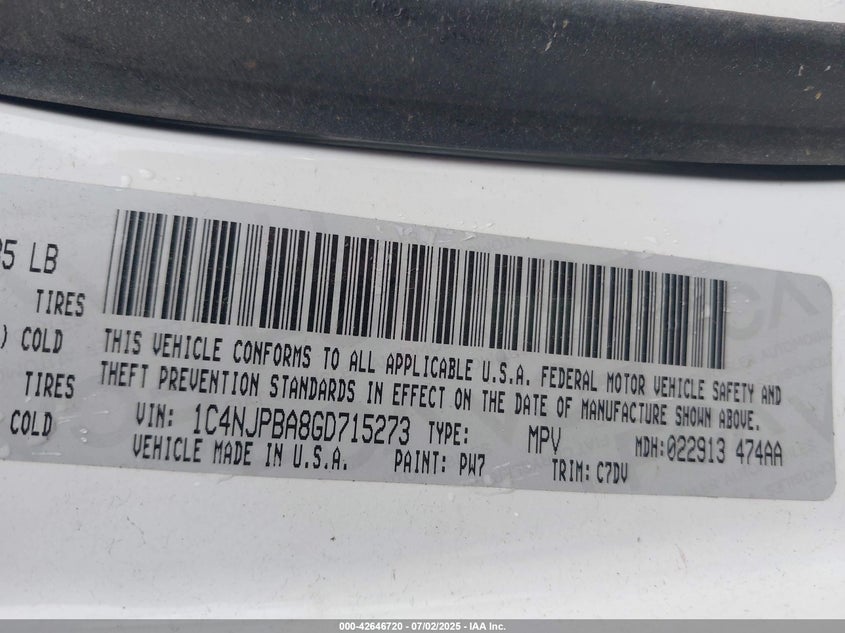 35 LB
TIRES
) COLD
TIRES
COLD
THIS VEHICLE CONFORMS TO ALL APPLICABLE U.S.A. FEDERAL MOTOR VEHICLE SAFETY AND
THEFT PREVENTION STANDARDS IN EFFECT ON THE DATE OF MANUFACTURE SHOWN ABOVE.
VIN: 1C4NJPBA8GD715273 TYPE: MPV MDH:022913 474AA
VEHICLE MADE IN U.S.A. PAINT: PW7 TRIM: C7DV
000-42646720 - 07/02/2025 - IAA Inc.